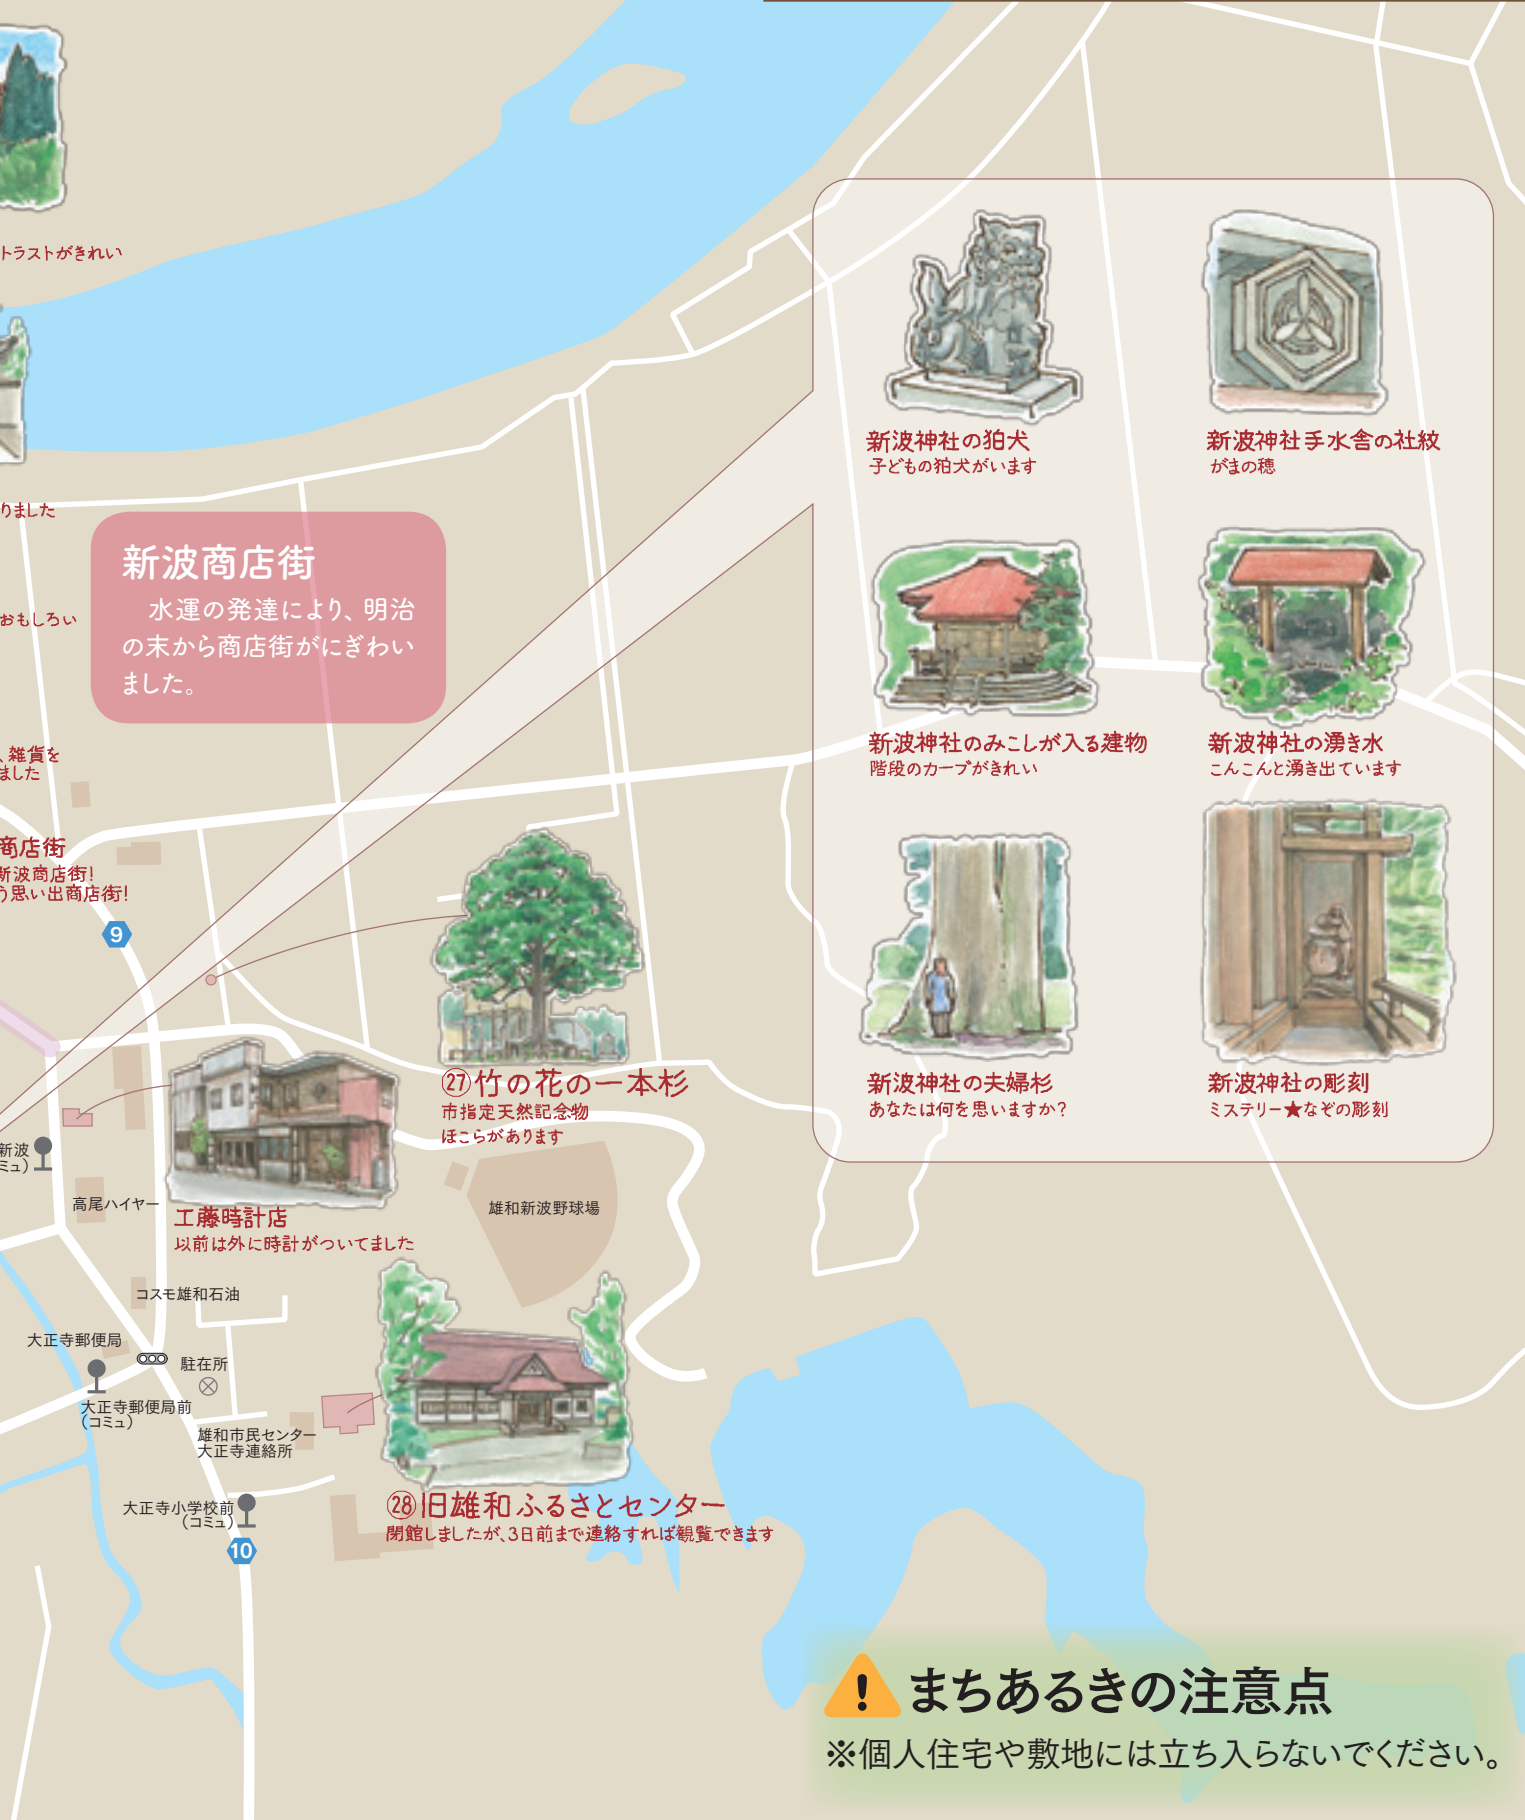 トラストがきれい
りました
おもしろい
新波商店街
水運の発達により、明治
の末から商店街がにぎわい
ました。
、雑貨を
ました
商店街
新波商店街!
う思い出商店街!
9
新波神社の狛犬
子どもの狛犬がいます
新波神社手水舎の社紋
がまの穂
新波神社のみこしが入る建物
階段のカーブがきれい
新波神社の湧き水
こんこんと湧き出ています
新波神社の夫婦杉
あなたは何を思いますか?
新波神社の彫刻
ミステリー★なぞの彫刻
㉗竹の花の一本杉
市指定天然記念物
ほこらがあります
新波
ミュ)
高尾ハイヤー
工藤時計店
以前は外に時計がついてました
雄和新波野球場
コスモ雄和石油
大正寺郵便局
駐在所
大正寺郵便局前
(コミュ)
雄和市民センター
大正寺連絡所
大正寺小学校前
(コミュ)
10
㉘旧雄和ふるさとセンター
閉館しましたが、3日前まで連絡すれば観覧できます
まちあるきの注意点
※個人住宅や敷地には立ち入らないでください。